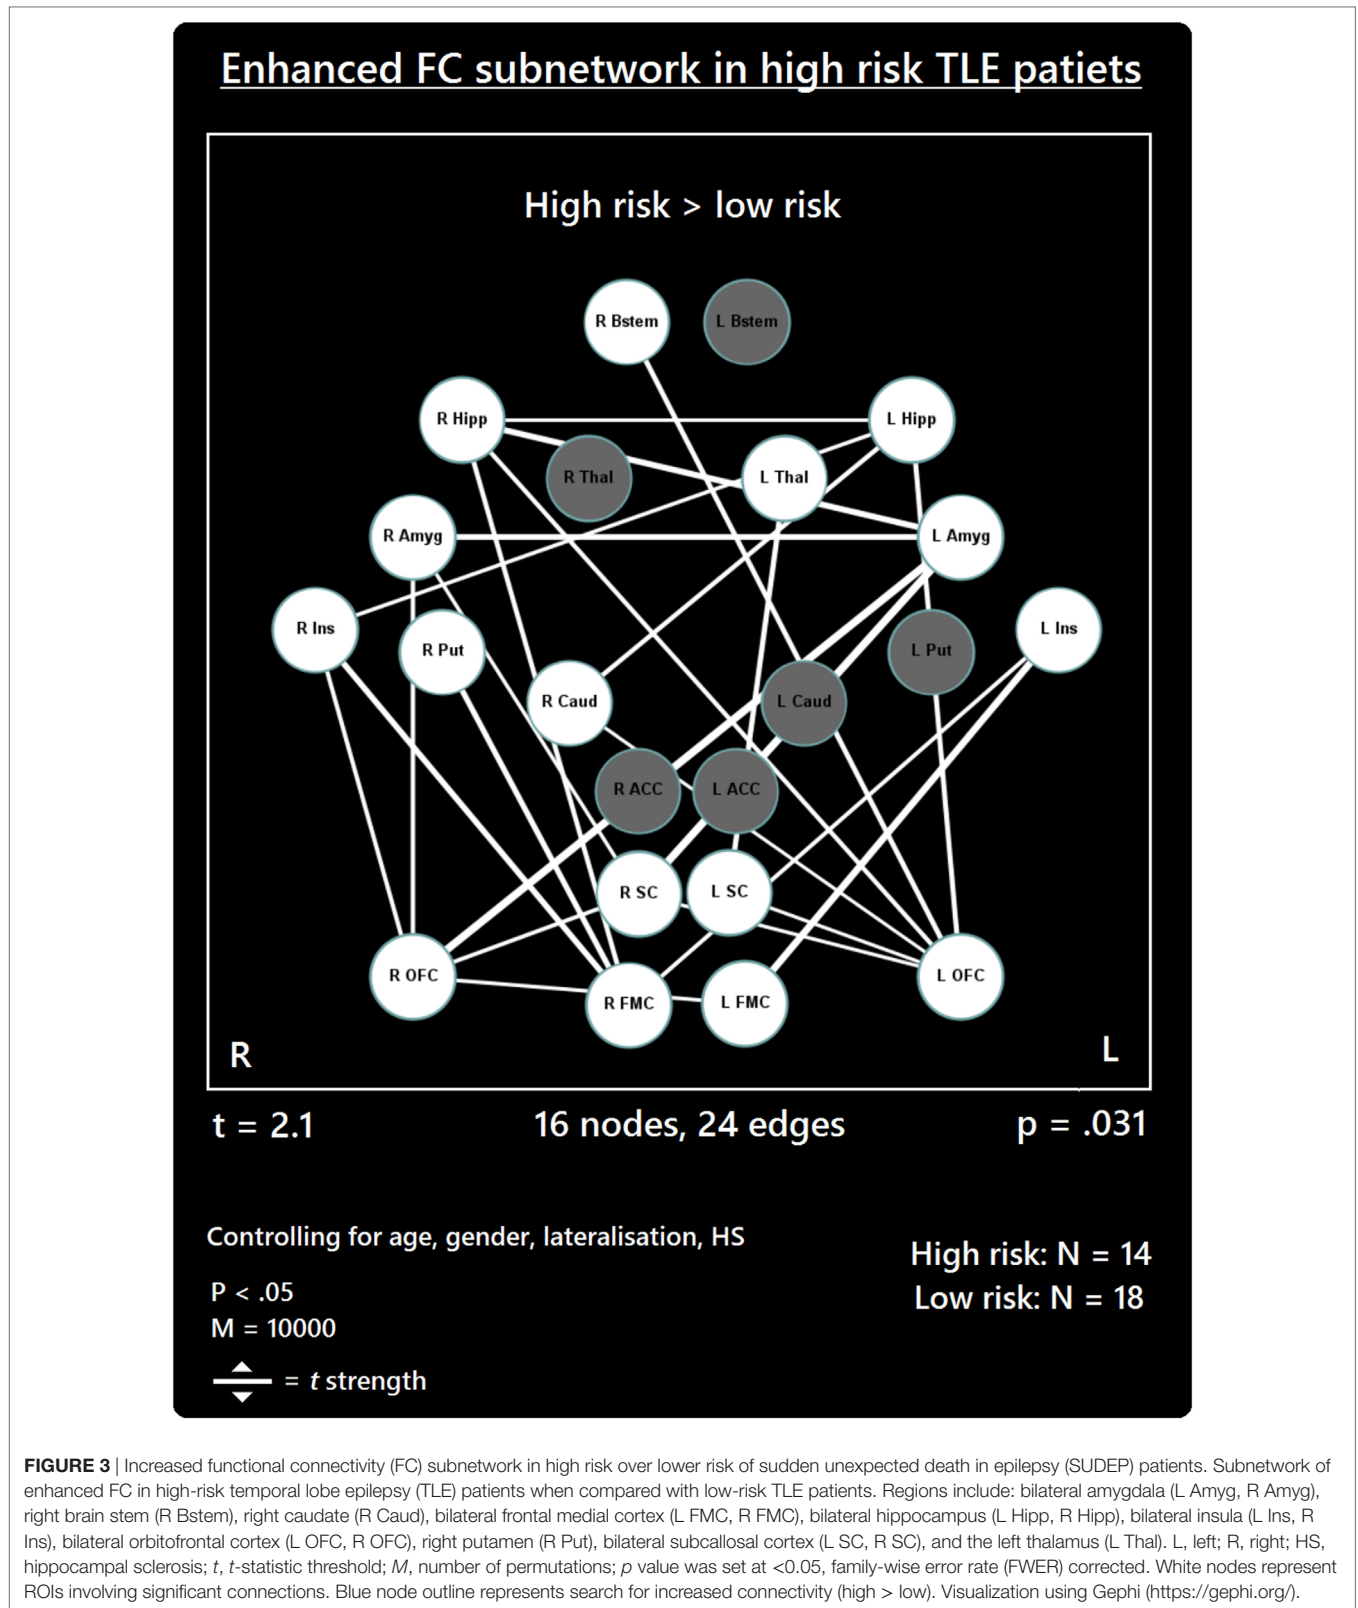 Enhanced FC subnetwork in high risk TLE patiets
High risk > low risk
R Bstem
L Bstem
R Hipp
L Hipp
R Thal
L Thal
R Amyg
L Amyg
R Ins
R Put
L Put
L Ins
R Caud
L Caud
R ACC
L ACC
R SC
L SC
R OFC
L OFC
R FMC
L FMC
R
L
t = 2.1
16 nodes, 24 edges
p = .031
Controlling for age, gender, lateralisation, HS
High risk: N = 14
Low risk: N = 18
P < .05
M = 10000
= t strength
FIGURE 3 | Increased functional connectivity (FC) subnetwork in high risk over lower risk of sudden unexpected death in epilepsy (SUDEP) patients. Subnetwork of
enhanced FC in high-risk temporal lobe epilepsy (TLE) patients when compared with low-risk TLE patients. Regions include: bilateral amygdala (L Amyg, R Amyg),
right brain stem (R Bstem), right caudate (R Caud), bilateral frontal medial cortex (L FMC, R FMC), bilateral hippocampus (L Hipp, R Hipp), bilateral insula (L Ins, R
Ins), bilateral orbitofrontal cortex (L OFC, R OFC), right putamen (R Put), bilateral subcallosal cortex (L SC, R SC), and the left thalamus (L Thal). L, left; R, right; HS,
hippocampal sclerosis; t, t-statistic threshold; M, number of permutations; p value was set at <0.05, family-wise error rate (FWER) corrected. White nodes represent
ROIs involving significant connections. Blue node outline represents search for increased connectivity (high > low). Visualization using Gephi (https://gephi.org/).